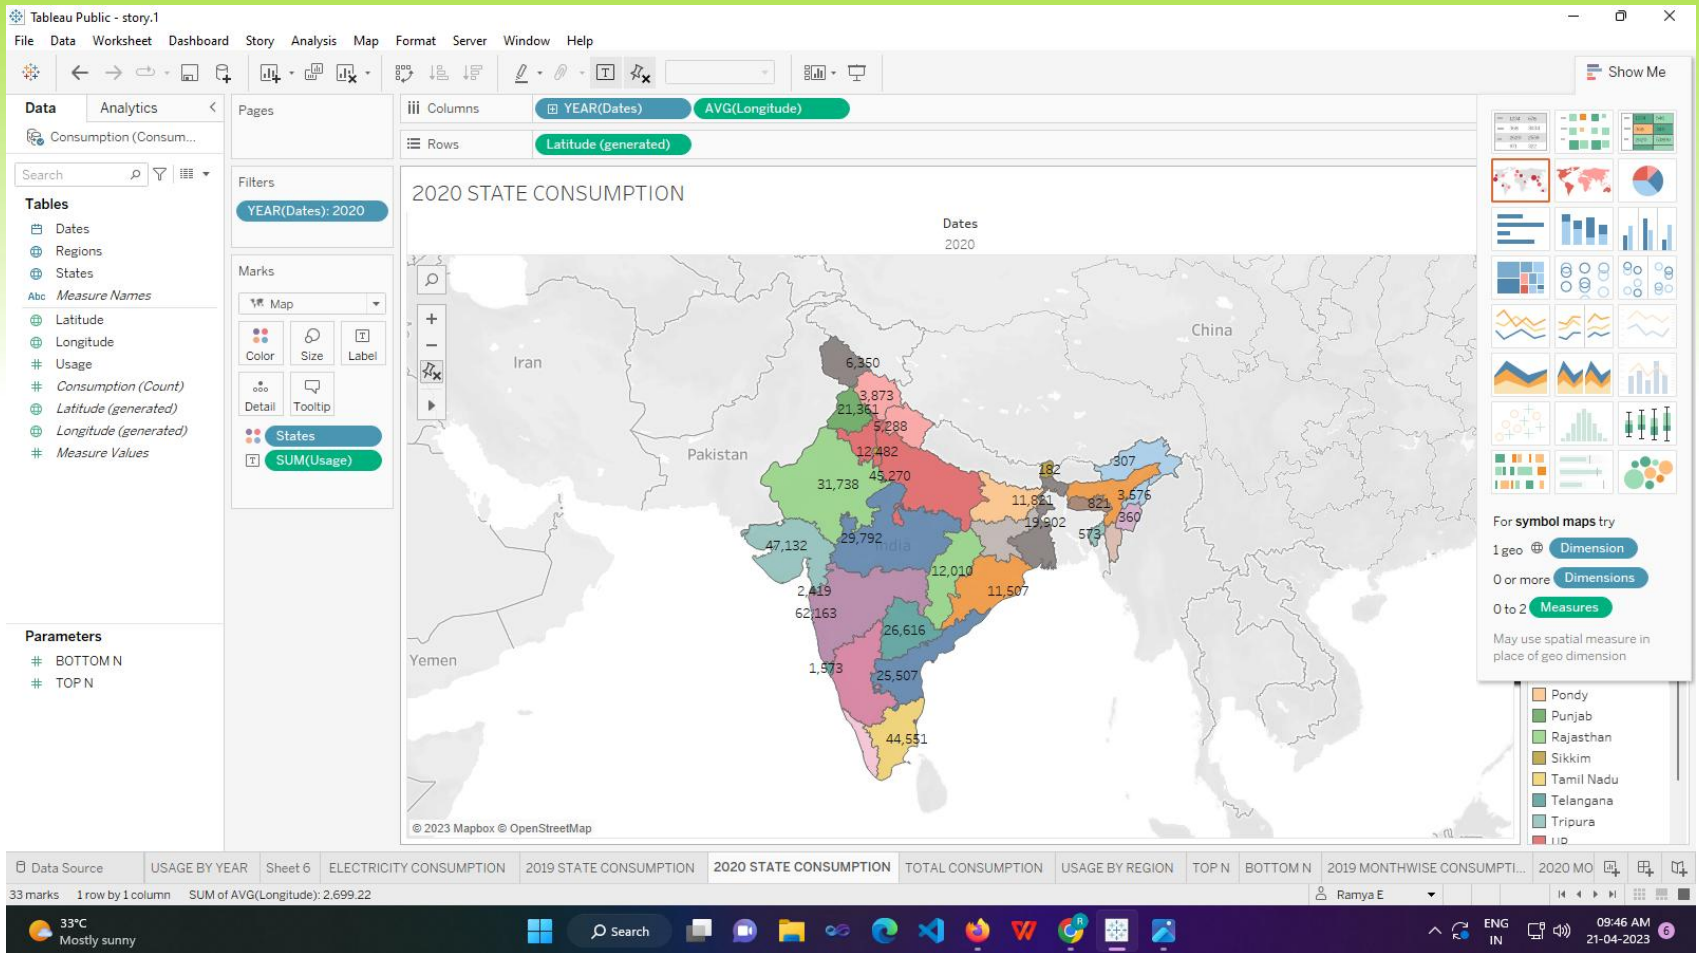 Tableau Public - story.1
File Data Worksheet Dashboard Story Analysis Map Format Server Window Help
Show Me
Data Analytics
Consumption (Consum...
Search
Tables
Dates
Regions
States
Abc Measure Names
Latitude
Longitude
Usage
Consumption (Count)
Latitude (generated)
Longitude (generated)
Measure Values
Parameters
BOTTOM N
TOP N
Pages
Filters
YEAR(Dates): 2020
Marks
Map
Color Size Label
Detail Tooltip
States
SUM(Usage)
Columns YEAR(Dates) AVG(Longitude)
Rows Latitude (generated)
2020 STATE CONSUMPTION
Dates
2020
China
Iran
Pakistan
India
Yemen
6,350
3,873
21,361
5,288
12,482
45,270
31,738
182
307
11,821
821
3,676
19,902
360
573
47,132
29,792
12,010
2,419
11,507
62,163
26,616
1,573
25,507
44,551
© 2023 Mapbox © OpenStreetMap
For symbol maps try
1 geo Dimension
0 or more Dimensions
0 to 2 Measures
May use spatial measure in
place of geo dimension
Pondy
Punjab
Rajasthan
Sikkim
Tamil Nadu
Telangana
Tripura
UP
Data Source USAGE BY YEAR Sheet 6 ELECTRICITY CONSUMPTION 2019 STATE CONSUMPTION 2020 STATE CONSUMPTION TOTAL CONSUMPTION USAGE BY REGION TOP N BOTTOM N 2019 MONTHWISE CONSUMPTI... 2020 MO
33 marks 1 row by 1 column SUM of AVG(Longitude): 2,699.22
Ramya E
33°C
Mostly sunny
Search
ENG
IN
09:46 AM
21-04-2023
6